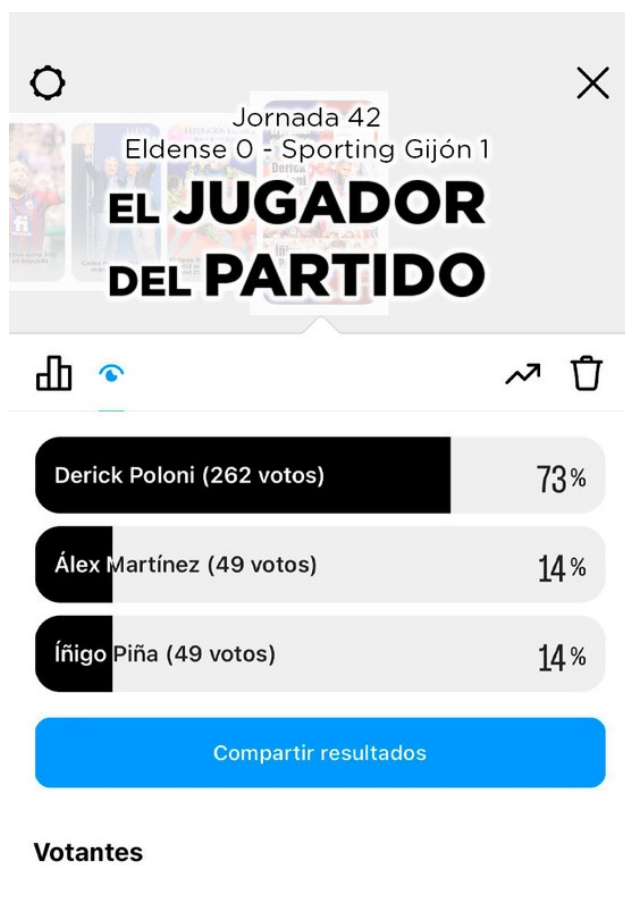 Jornada 42
Eldense 0 - Sporting Gijón 1
EL JUGADOR
DEL PARTIDO
Derick Poloni (262 votos) 73%
Álex Martínez (49 votos) 14%
Íñigo Piña (49 votos) 14%
Compartir resultados
Votantes